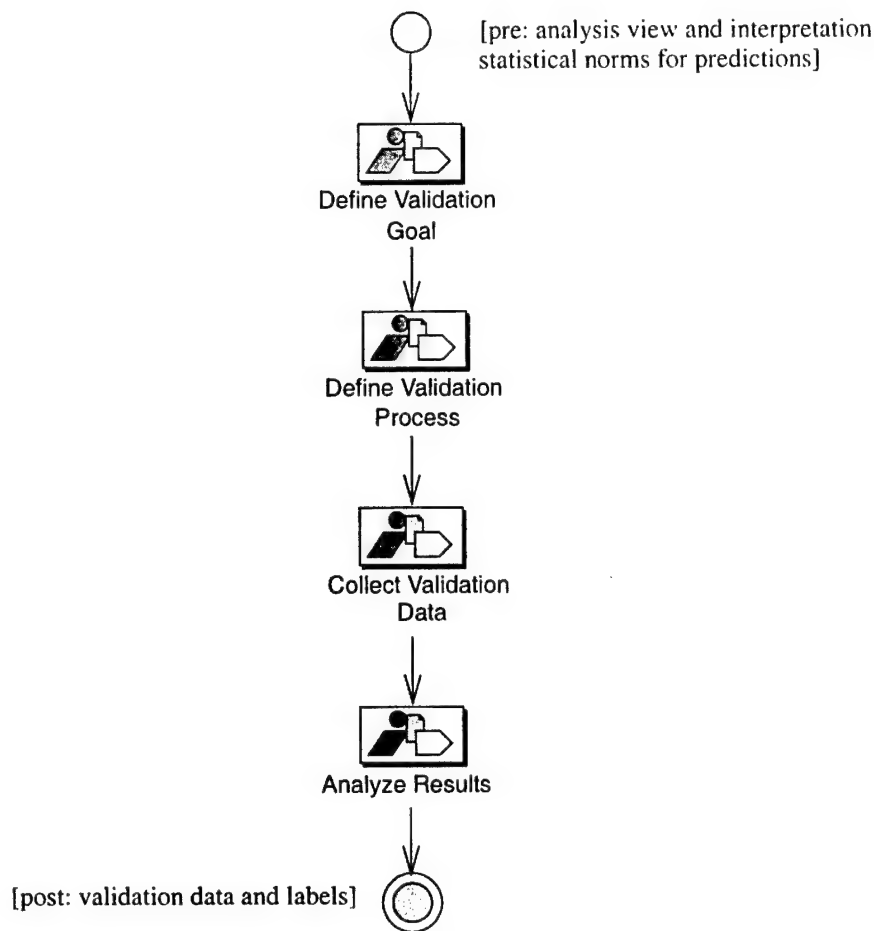 [pre: analysis view and interpretation
statistical norms for predictions]
Define Validation
Goal
Define Validation
Process
Collect Validation
Data
Analyze Results
[post: validation data and labels]